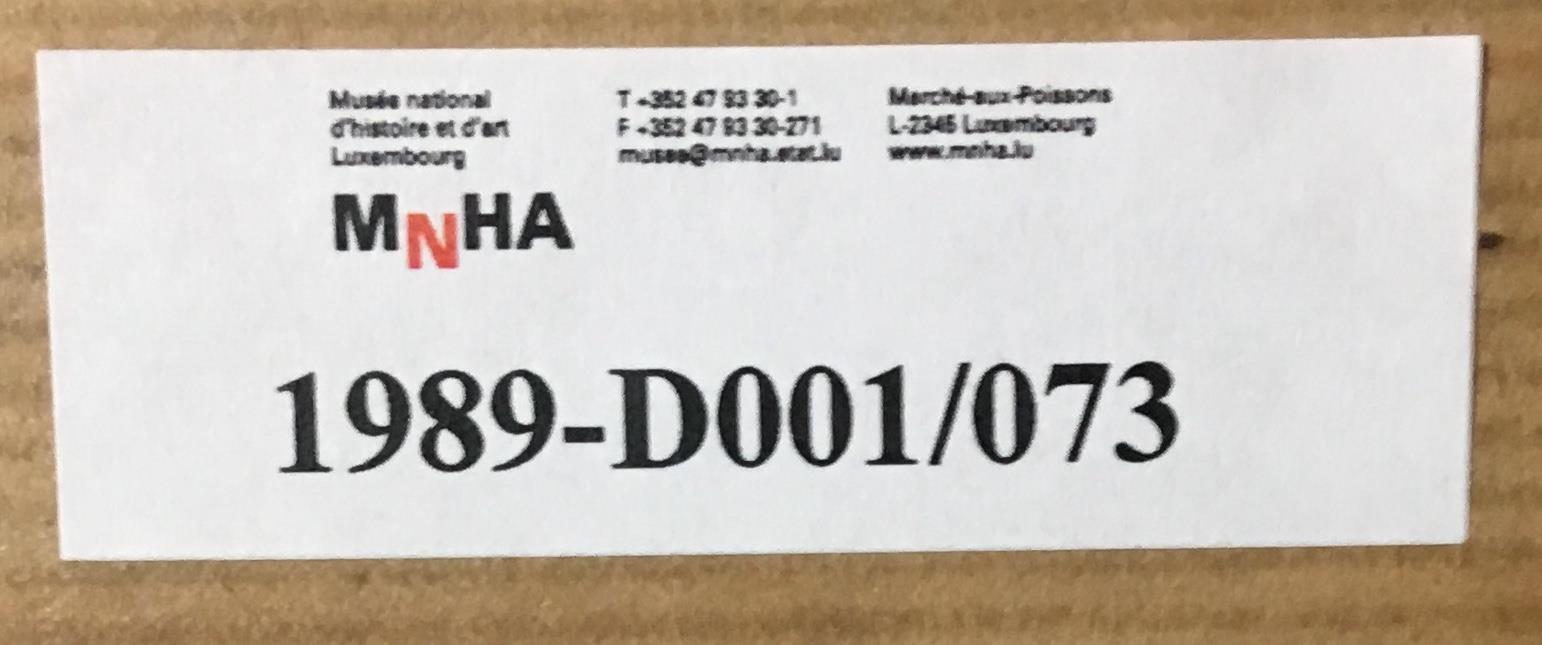 Musée national
d'histoire et d'art
Luxembourg
T +352 47 93 30-1
F +352 47 93 30-271
musee@mnha.etat.lu
Marché-aux-Poissons
L-2345 Luxembourg
www.mnha.lu
MNHA
1989-D001/073